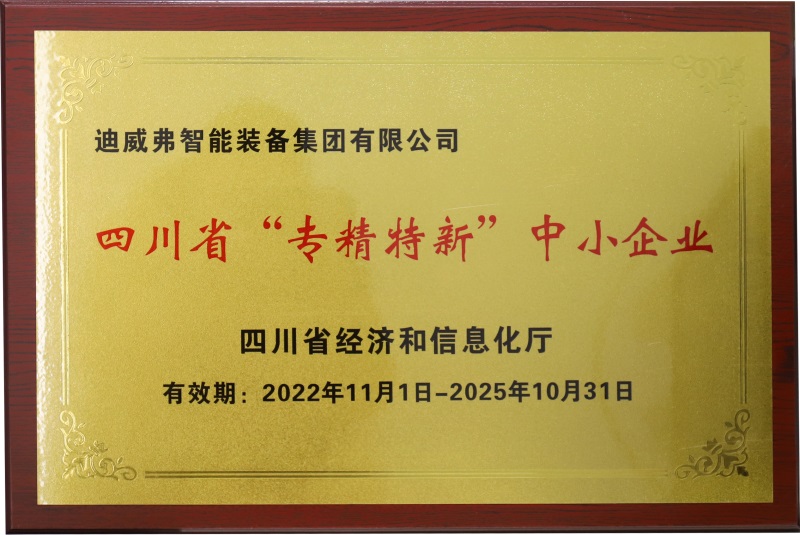 迪威弗智能装备集团有限公司
四川省“专精特新”中小企业
四川省经济和信息化厅
有效期：2022年11月1日-2025年10月31日